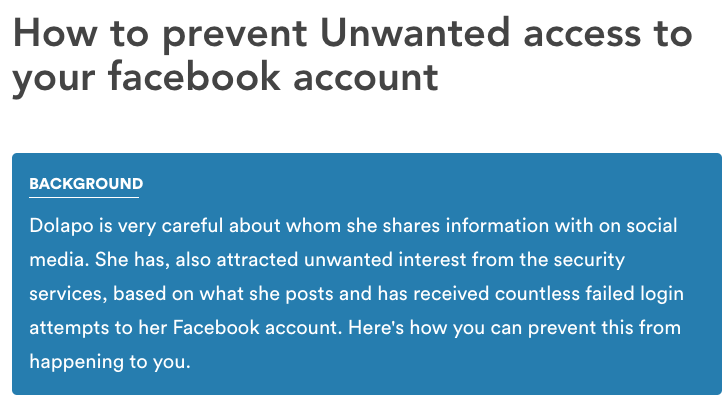 How to prevent Unwanted access to
your facebook account
BACKGROUND
Dolapo is very careful about whom she shares information with on social
media. She has, also attracted unwanted interest from the security
services, based on what she posts and has received countless failed login
attempts to her Facebook account. Here's how you can prevent this from
happening to you.